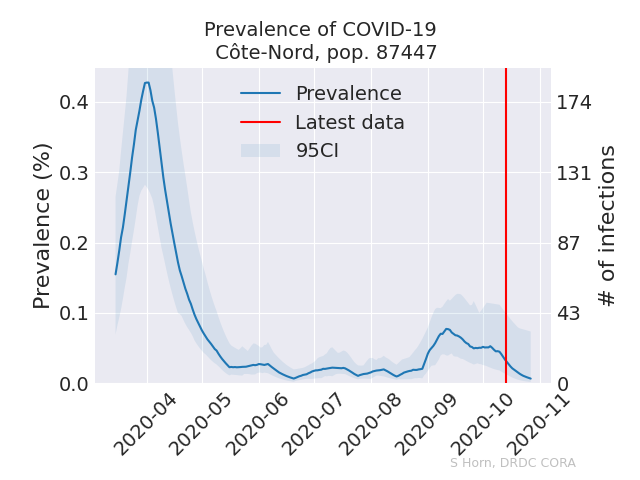 Prevalence of COVID-19
Côte-Nord, pop. 87447
Prevalence
Latest data
95CI
Prevalence (%)
0.4
0.3
0.2
0.1
0.0
174
131
87
43
0
# of infections
2020-04
2020-05
2020-06
2020-07
2020-08
2020-09
2020-10
2020-11
S Horn, DRDC CORA